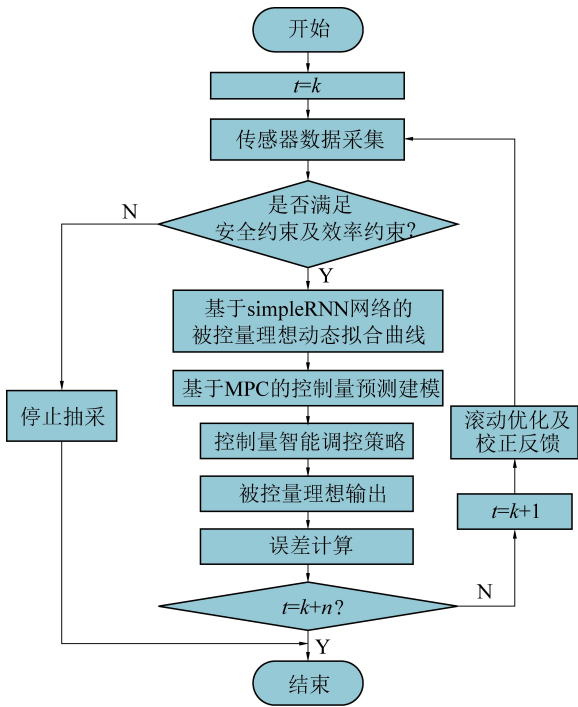 开始
t=k
传感器数据采集
是否满足
安全约束及效率约束?
N
Y
基于simpleRNN网络的
被控量理想动态拟合曲线
基于MPC的控制量预测建模
停止抽采
控制量智能调控策略
滚动优化及
校正反馈
被控量理想输出
t=k+1
误差计算
t=k+n?
N
Y
结束